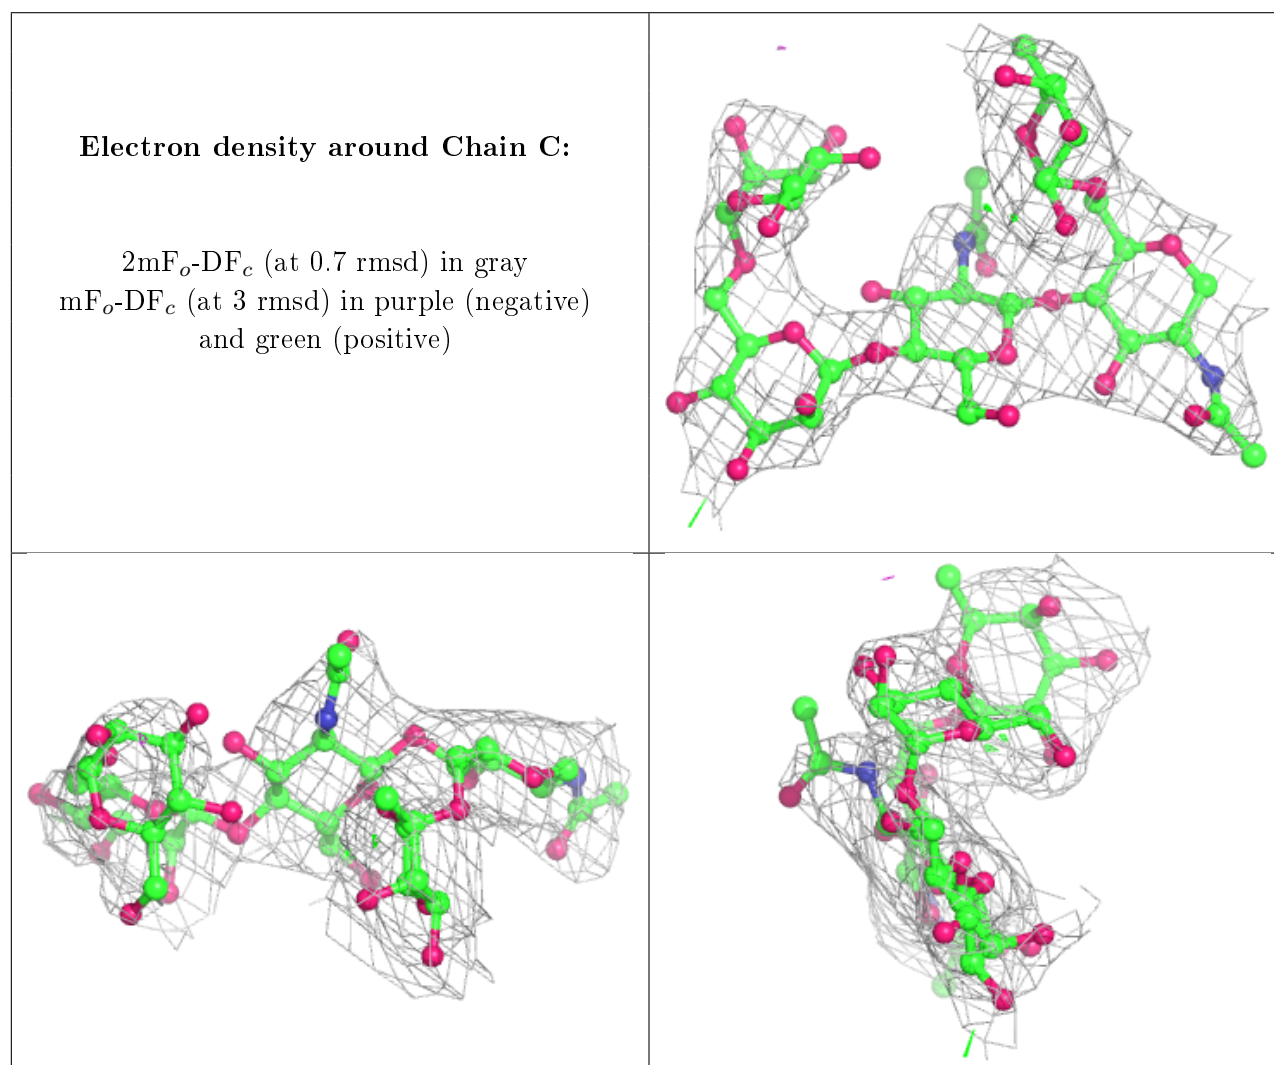 Electron density around Chain C:
2mFo-DFc (at 0.7 rmsd) in gray
mFo-DFc (at 3 rmsd) in purple (negative)
and green (positive)